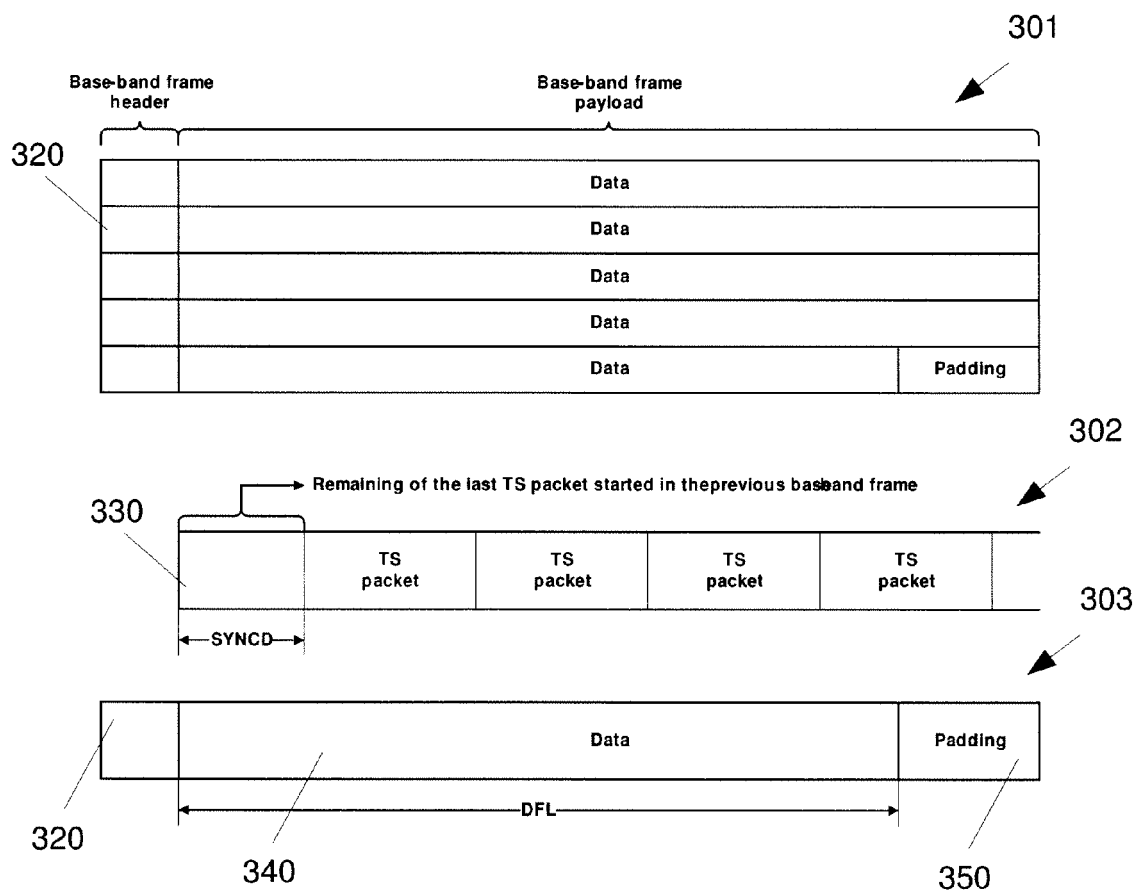 301
Base-band frame
header
Base-band frame
payload
320
Data
Data
Data
Data
Data
Padding
302
Remaining of the last TS packet started in theprevious baseband frame
330
TS
packet
TS
packet
TS
packet
TS
packet
303
SYNCD
Data
Padding
DFL
320
340
350